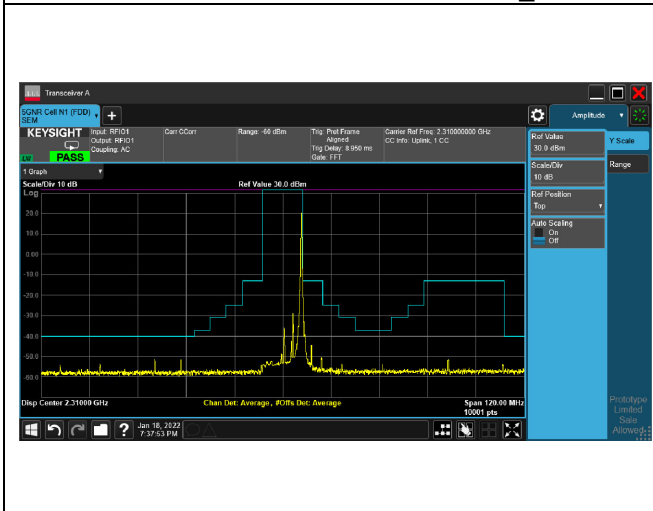 Transceiver A
5GNR Cell N1 (FDD)
SEM
+
Amplitude
KEYSIGHT
Input: RFIO1
Output: RFIO1
Coupling: AC
Corr CCorr
Range: -60 dBm
Trig: Prot Frame
Aligned
Trig Delay: 8.950 ms
Gate: FFT
Carrier Ref Freq: 2.310000000 GHz
CC Info: Uplink, 1 CC
PASS
Ref Value
30.0 dBm
Y Scale
Scale/Div
10 dB
Range
Ref Position
Top
Auto Scaling
On
Off
1 Graph
Scale/Div 10 dB
Ref Value 30.0 dBm
Log
20.0
10.0
0.00
-10.0
-20.0
-30.0
-40.0
-50.0
-60.0
Disp Center 2.31000 GHz
Chan Det: Average, #Offs Det: Average
Span 120.00 MHz
10001 pts
Prototype
Limited
Sale
Allowed
?
Jan 18, 2022
7:37:53 PM